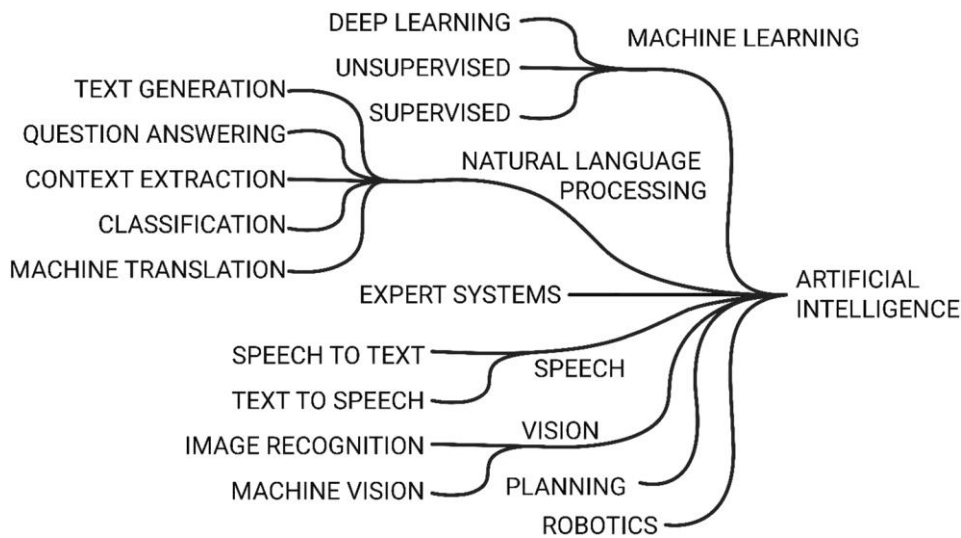 DEEP LEARNING
MACHINE LEARNING
UNSUPERVISED
TEXT GENERATION
SUPERVISED
QUESTION ANSWERING
NATURAL LANGUAGE
PROCESSING
CONTEXT EXTRACTION
CLASSIFICATION
MACHINE TRANSLATION
ARTIFICIAL
INTELLIGENCE
EXPERT SYSTEMS
SPEECH TO TEXT
SPEECH
TEXT TO SPEECH
VISION
IMAGE RECOGNITION
MACHINE VISION
PLANNING
ROBOTICS